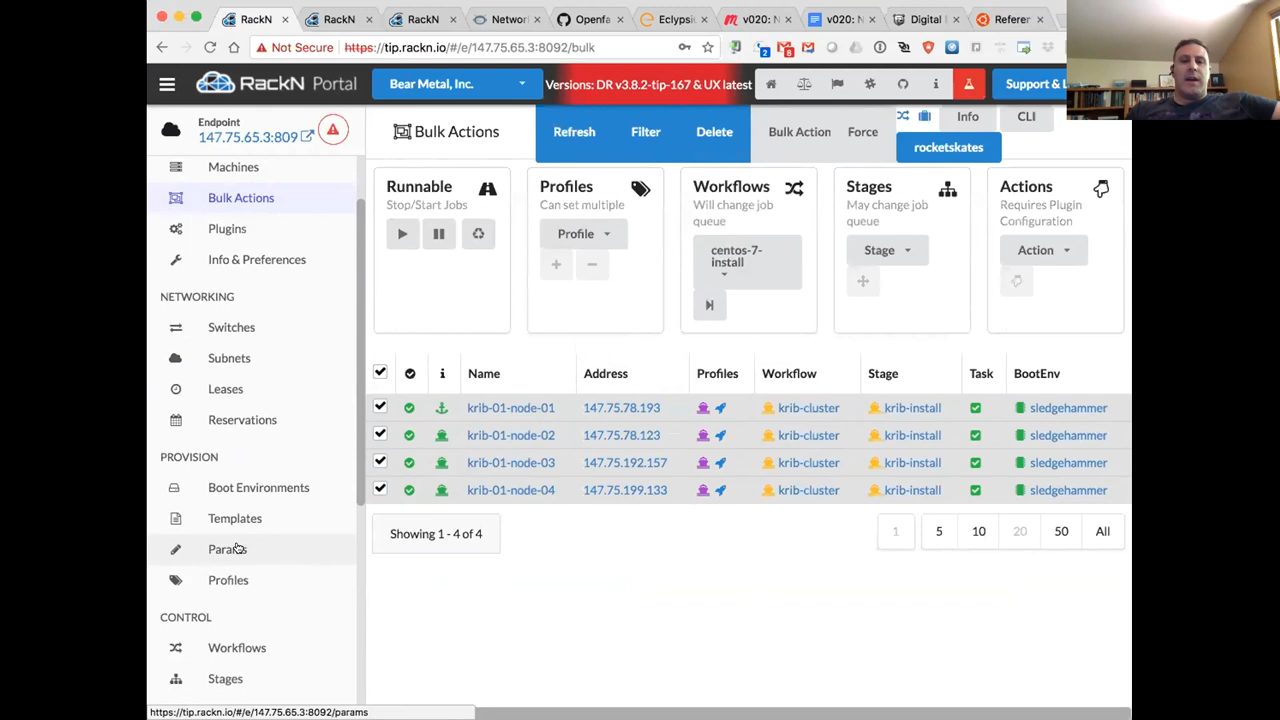 RackN
RackN
RackN
Networ
Openfa
Eclypsi
v020: N
v020: N
Digital
Referen
Not Secure
https://tip.rackn.io/#/e/147.75.65.3:8092/bulk
2
8
RackN Portal
Bear Metal, Inc.
Versions: DR v3.8.2-tip-167 & UX latest
Support &
Endpoint
147.75.65.3:809
Bulk Actions
Refresh
Filter
Delete
Bulk Action
Force
Info
CLI
rocketskates
Machines
Bulk Actions
Plugins
Info & Preferences
NETWORKING
Switches
Subnets
Leases
Reservations
PROVISION
Boot Environments
Templates
Params
Profiles
CONTROL
Workflows
Stages
Runnable
Stop/Start Jobs
Profiles
Can set multiple
Profile
Workflows
Will change job
queue
centos-7-
install
Stages
May change job
queue
Stage
Actions
Requires Plugin
Configuration
Action
Name Address Profiles Workflow Stage Task BootEnv
krib-01-node-01 147.75.78.193 krib-cluster krib-install sledgehammer
krib-01-node-02 147.75.78.123 krib-cluster krib-install sledgehammer
krib-01-node-03 147.75.192.157 krib-cluster krib-install sledgehammer
krib-01-node-04 147.75.199.133 krib-cluster krib-install sledgehammer
Showing 1 - 4 of 4
1 5 10 20 50 All
https://tip.rackn.io/#/e/147.75.65.3:8092/params